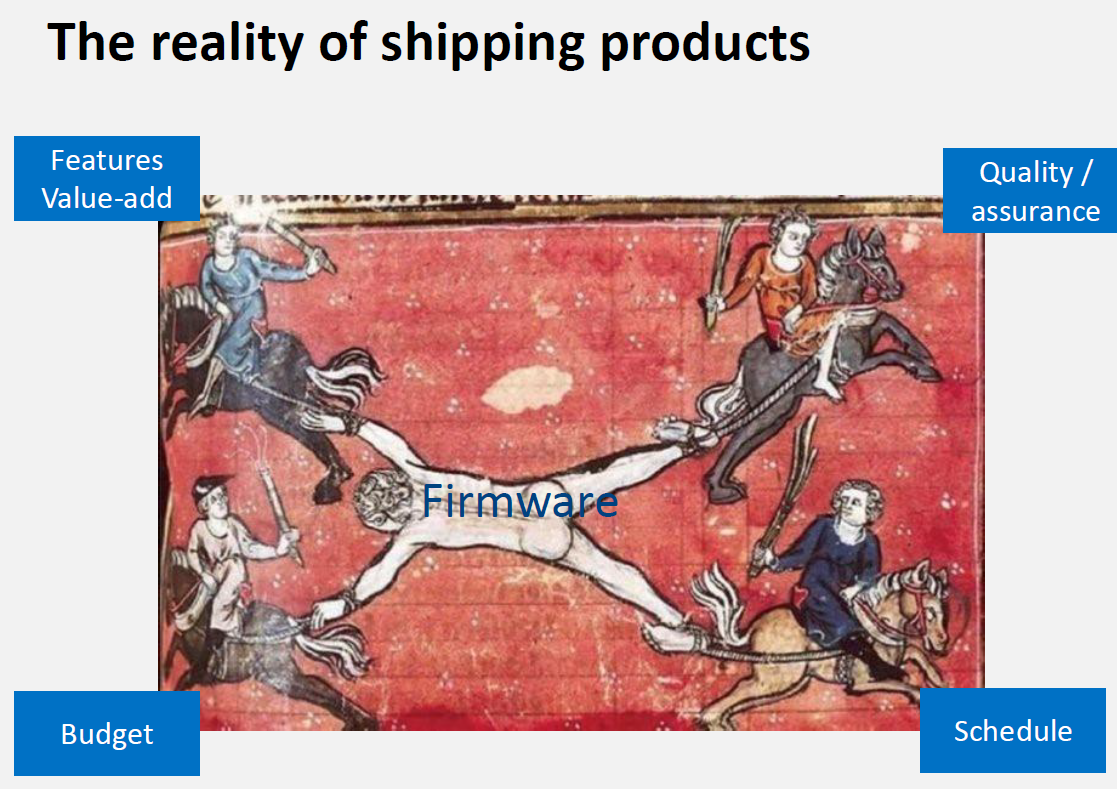 The reality of shipping products
Features
Value-add
Quality /
assurance
Firmware
Budget
Schedule